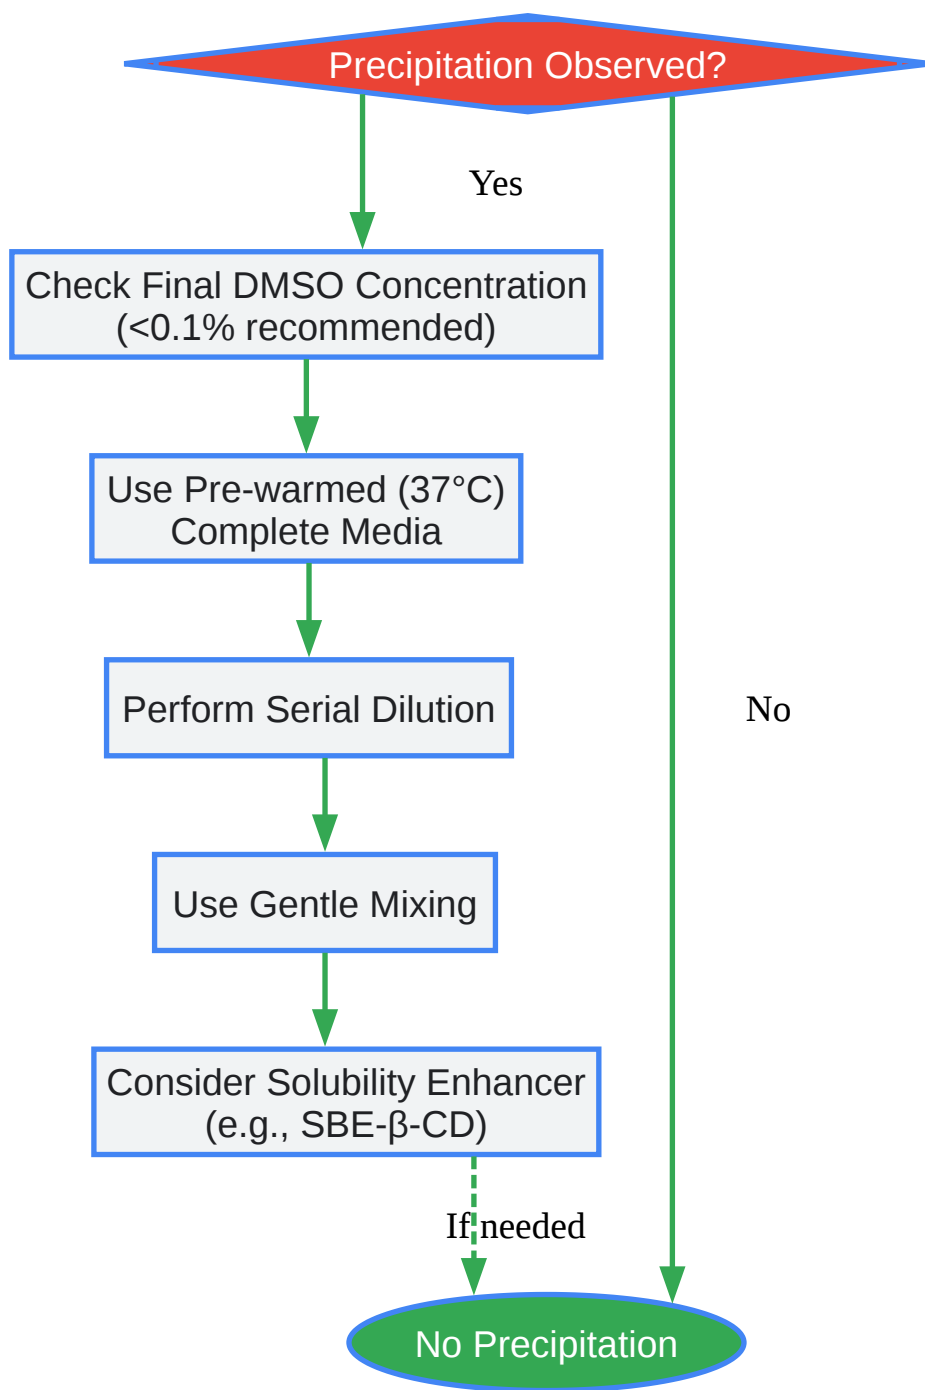 Precipitation Observed?
Yes
Check Final DMSO Concentration
(<0.1% recommended)
Use Pre-warmed (37°C)
Complete Media
Perform Serial Dilution
No
Use Gentle Mixing
Consider Solubility Enhancer
(e.g., SBE-β-CD)
If needed
No Precipitation